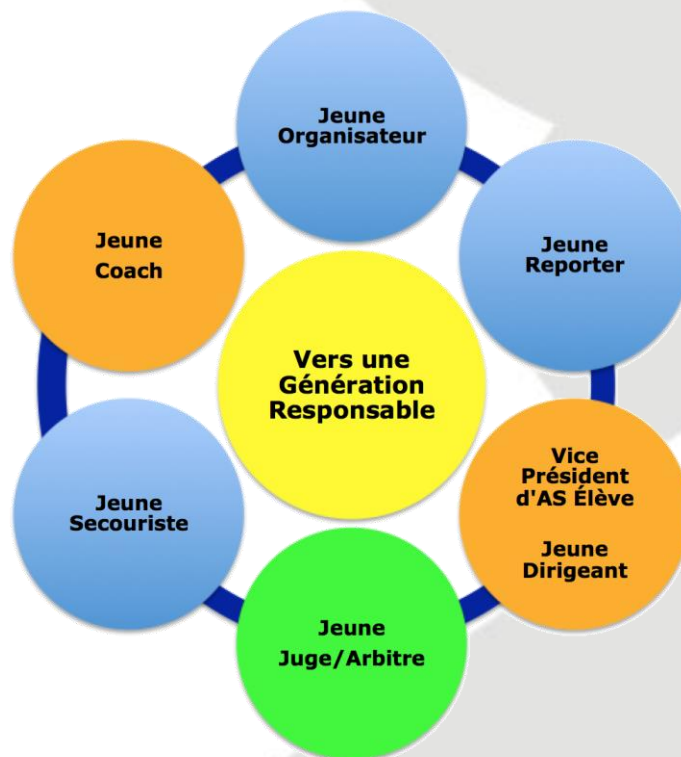 Jeune
Organisateur
Jeune
Reporter
Jeune
Coach
Vers une
Génération
Responsable
Vice
Président
d'AS Élève
Jeune
Dirigeant
Jeune
Secouriste
Jeune
Juge/Arbitre